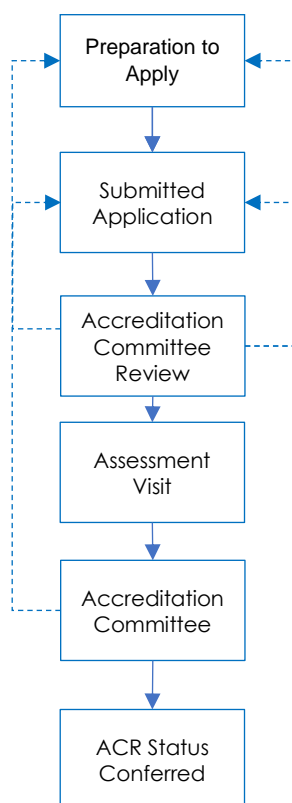 Preparation to
Apply
Submitted
Application
Accreditation
Committee
Review
Assessment
Visit
Accreditation
Committee
ACR Status
Conferred